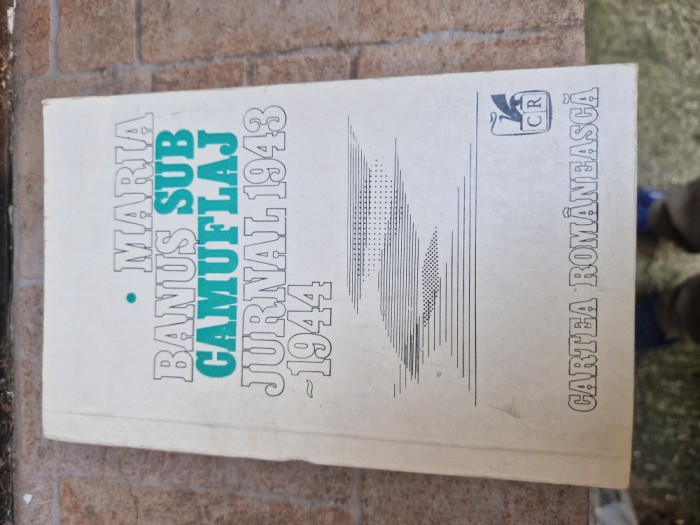 • MARIA
BANUS SUB
CAMUFLAJ
JURNAL 1943
~1944
CR
CARTEA ROMÂNEASCĂ